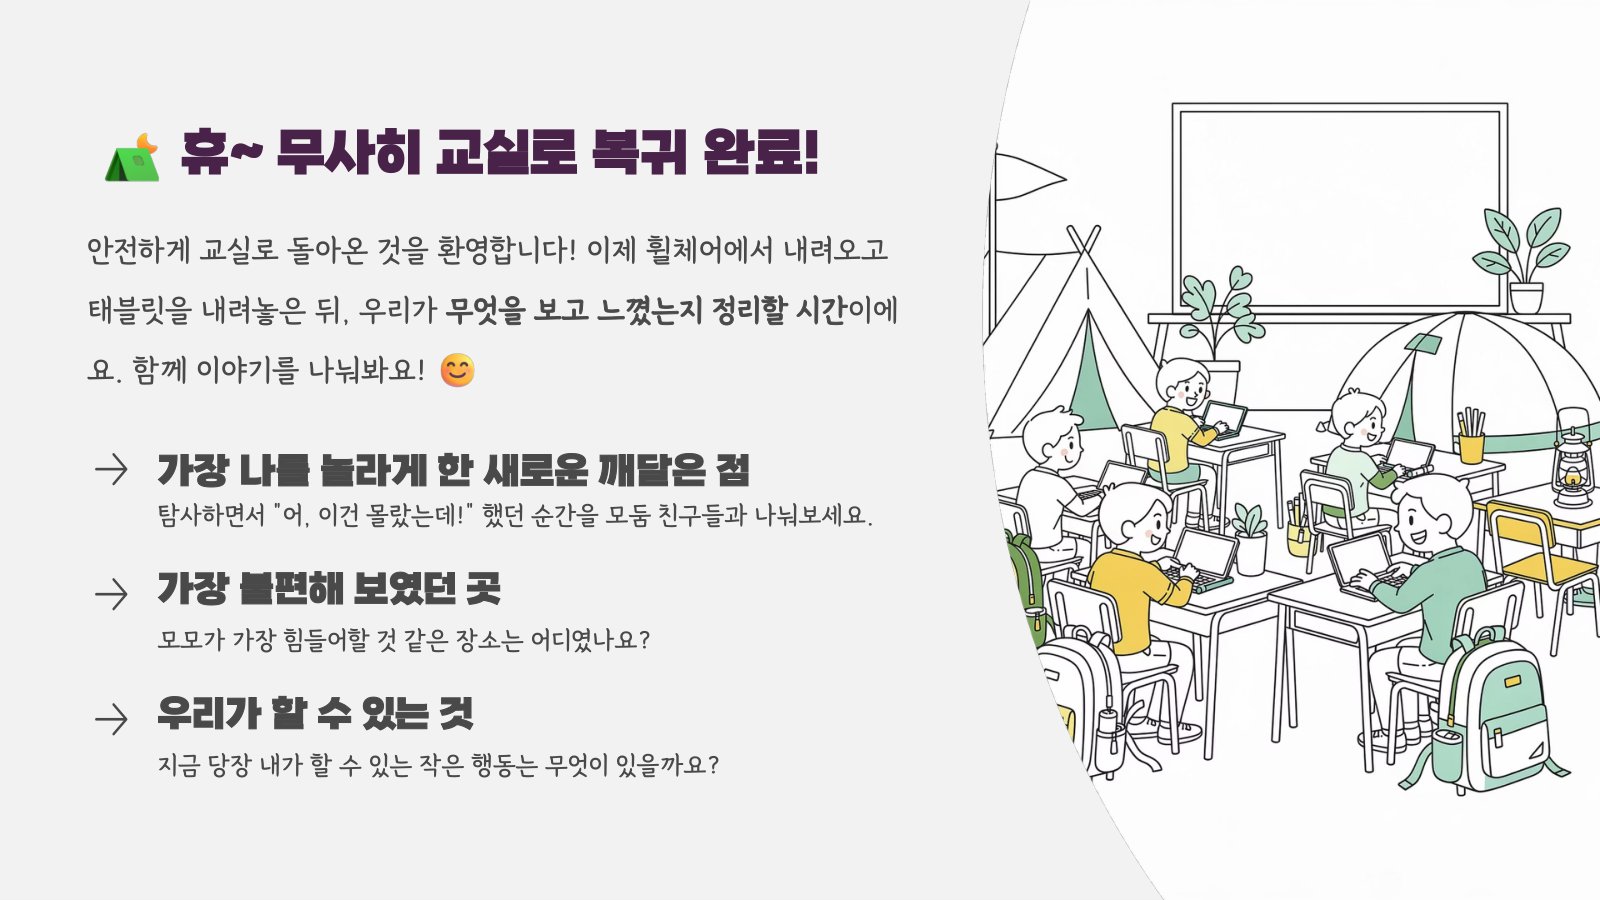 휴~ 무사히 교실로 복귀 완료!
안전하게 교실로 돌아온 것을 환영합니다! 이제 휠체어에서 내려오고
태블릿을 내려놓은 뒤, 우리가 무엇을 보고 느꼈는지 정리할 시간이에
요. 함께 이야기를 나눠봐요! 😊
가장 나를 놀라게 한 새로운 깨달은 점
탐사하면서 "어, 이건 몰랐는데!" 했던 순간을 모둠 친구들과 나눠보세요.
가장 불편해 보였던 곳
모모가 가장 힘들어할 것 같은 장소는 어디였나요?
우리가 할 수 있는 것
지금 당장 내가 할 수 있는 작은 행동는 무엇이 있을까요?